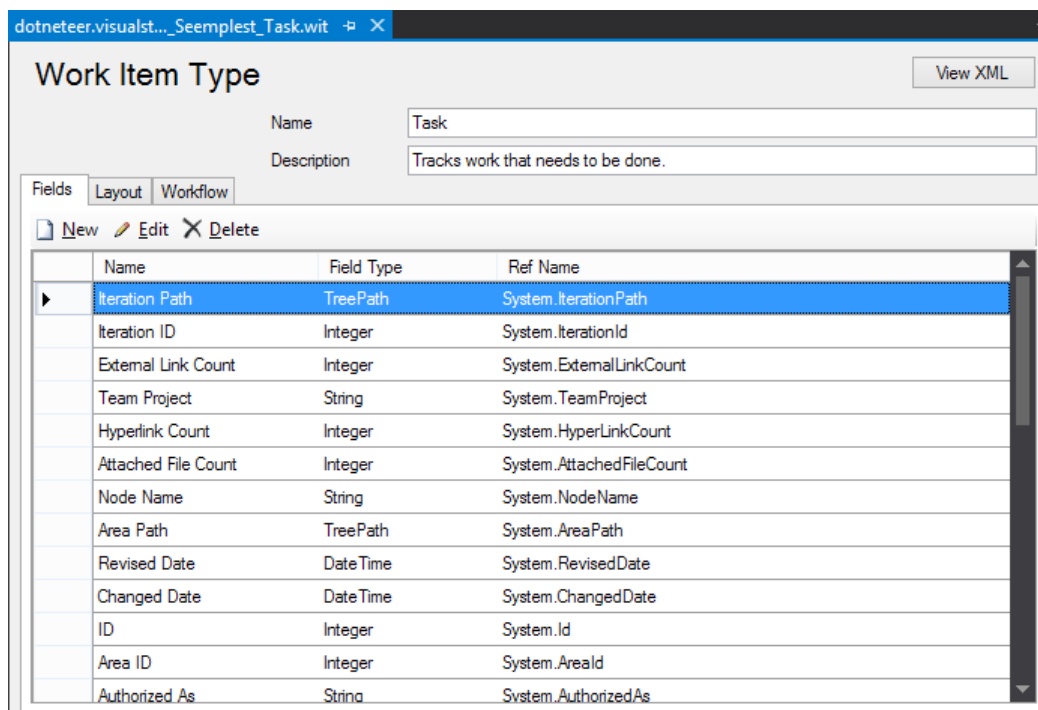 dotneteer.visualst..._Seemplest_Task.wit
Work Item Type
View XML
Name Task
Description Tracks work that needs to be done.
Fields Layout Workflow
New Edit Delete
Name Field Type Ref Name
Iteration Path TreePath System.IterationPath
Iteration ID Integer System.IterationId
External Link Count Integer System.ExternalLinkCount
Team Project String System.TeamProject
Hyperlink Count Integer System.HyperLinkCount
Attached File Count Integer System.AttachedFileCount
Node Name String System.NodeName
Area Path TreePath System.AreaPath
Revised Date DateTime System.RevisedDate
Changed Date DateTime System.ChangedDate
ID Integer System.Id
Area ID Integer System.AreaId
Authorized As String System.AuthorizedAs